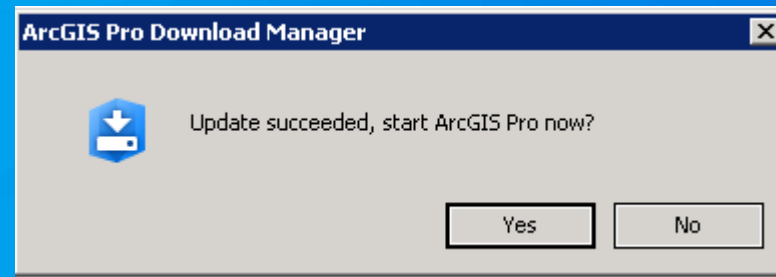 ArcGIS Pro Download Manager
Update succeeded, start ArcGIS Pro now?
Yes
No